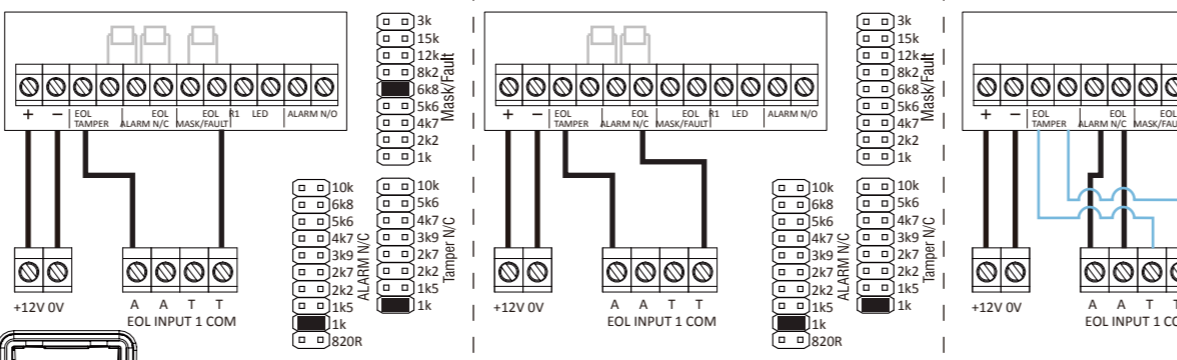 3k
15k
12k
8k2
6k8
5k6
4k7
2k2
1k
Mask/Fault
+ − EOL EOL EOL R1 LED ALARM N/O
TAMPER ALARM N/C MASK/FAULT
10k
6k8
5k6
4k7
3k9
2k7
2k2
1k5
1k
820R
ALARM N/C
10k
5k6
4k7
3k9
2k7
2k2
1k5
1k
Tamper N/C
+12V 0V A A T T
EOL INPUT 1 COM
3k
15k
12k
8k2
6k8
5k6
4k7
2k2
1k
Mask/Fault
+ − EOL EOL EOL R1 LED ALARM N/O
TAMPER ALARM N/C MASK/FAULT
10k
6k8
5k6
4k7
3k9
2k7
2k2
1k5
1k
820R
ALARM N/C
10k
5k6
4k7
3k9
2k7
2k2
1k5
1k
Tamper N/C
+12V 0V A A T T
EOL INPUT 1 COM
+ − EOL EOL EOL
TAMPER ALARM N/C MASK/FAU
+12V 0V A A T T
EOL INPUT 1 CO